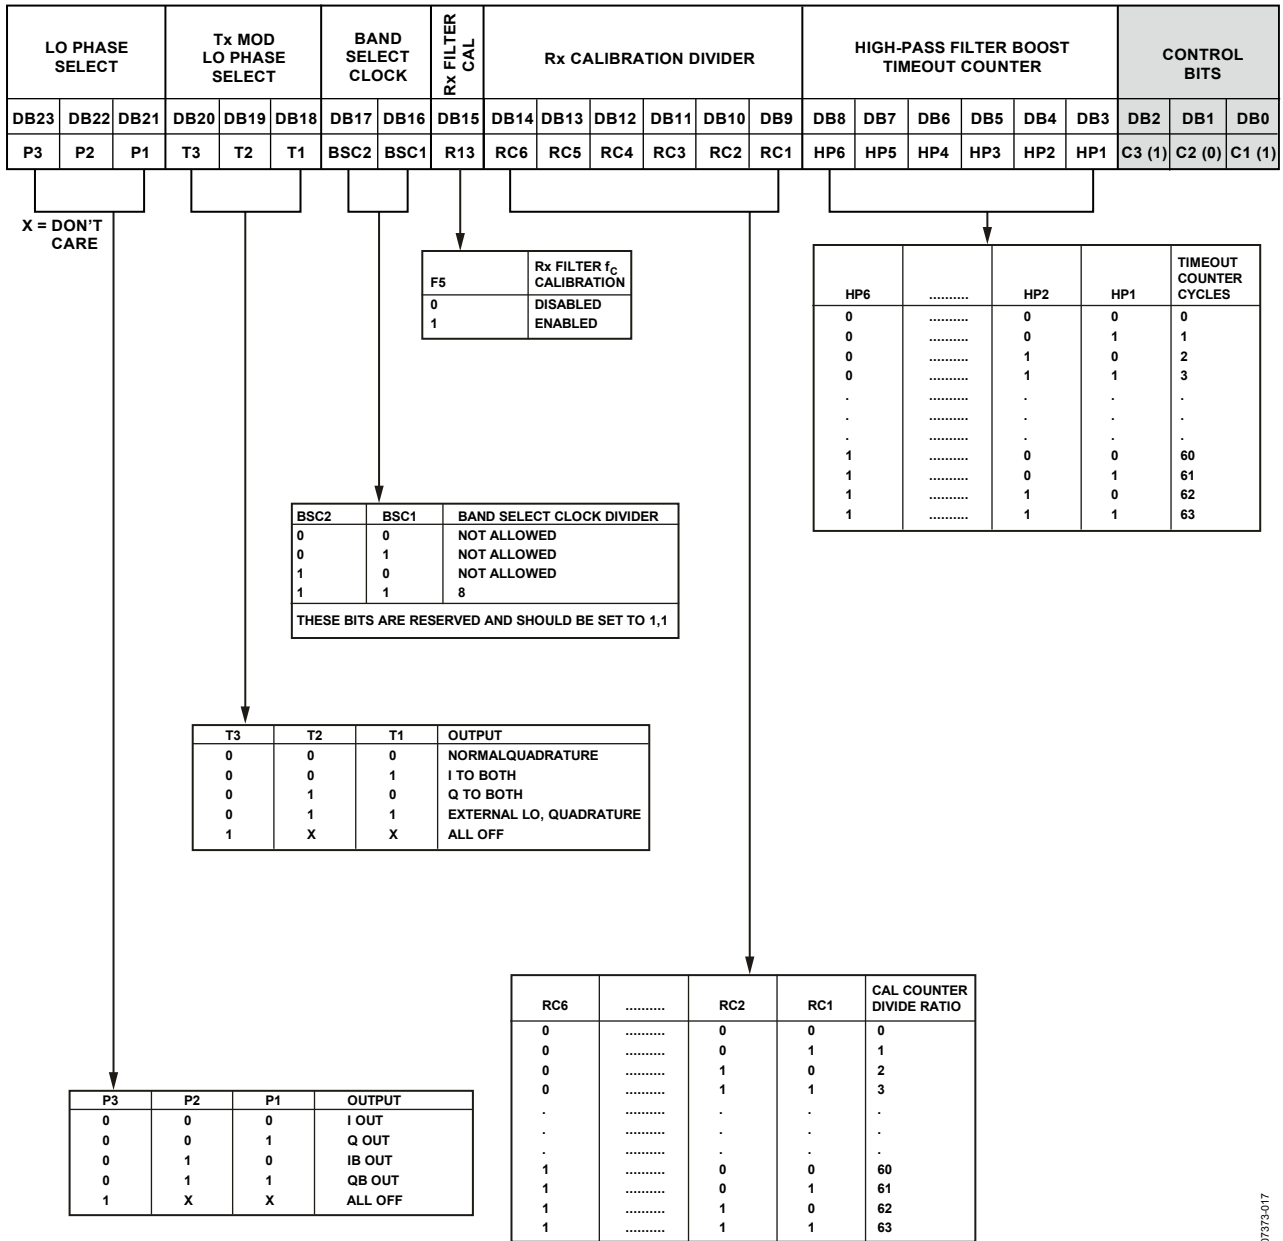 LO PHASE
SELECT
Tx MOD
LO PHASE
SELECT
BAND
SELECT
CLOCK
Rx FILTER
CAL
Rx CALIBRATION DIVIDER
HIGH-PASS FILTER BOOST
TIMEOUT COUNTER
CONTROL
BITS
DB23 DB22 DB21 DB20 DB19 DB18 DB17 DB16 DB15 DB14 DB13 DB12 DB11 DB10 DB9 DB8 DB7 DB6 DB5 DB4 DB3 DB2 DB1 DB0
P3 P2 P1 T3 T2 T1 BSC2 BSC1 R13 RC6 RC5 RC4 RC3 RC2 RC1 HP6 HP5 HP4 HP3 HP2 HP1 C3 (1) C2 (0) C1 (1)
X = DON'T
CARE
F5 Rx FILTER fC
CALIBRATION
0 DISABLED
1 ENABLED
TIMEOUT
COUNTER
HP6 .......... HP2 HP1 CYCLES
0 .......... 0 0 0
0 .......... 0 1 1
0 .......... 1 0 2
0 .......... 1 1 3
. .......... . . .
. .......... . . .
. .......... . . .
1 .......... 0 0 60
1 .......... 0 1 61
1 .......... 1 0 62
1 .......... 1 1 63
BSC2 BSC1 BAND SELECT CLOCK DIVIDER
0 0 NOT ALLOWED
0 1 NOT ALLOWED
1 0 NOT ALLOWED
1 1 8
THESE BITS ARE RESERVED AND SHOULD BE SET TO 1,1
T3 T2 T1 OUTPUT
0 0 0 NORMALQUADRATURE
0 0 1 I TO BOTH
0 1 0 Q TO BOTH
0 1 1 EXTERNAL LO, QUADRATURE
1 X X ALL OFF
RC6 .......... RC2 RC1 CAL COUNTER
DIVIDE RATIO
0 .......... 0 0 0
0 .......... 0 1 1
0 .......... 1 0 2
0 .......... 1 1 3
. .......... . . .
. .......... . . .
. .......... . . .
1 .......... 0 0 60
1 .......... 0 1 61
1 .......... 1 0 62
1 .......... 1 1 63
P3 P2 P1 OUTPUT
0 0 0 I OUT
0 0 1 Q OUT
0 1 0 IB OUT
0 1 1 QB OUT
1 X X ALL OFF
07373-017